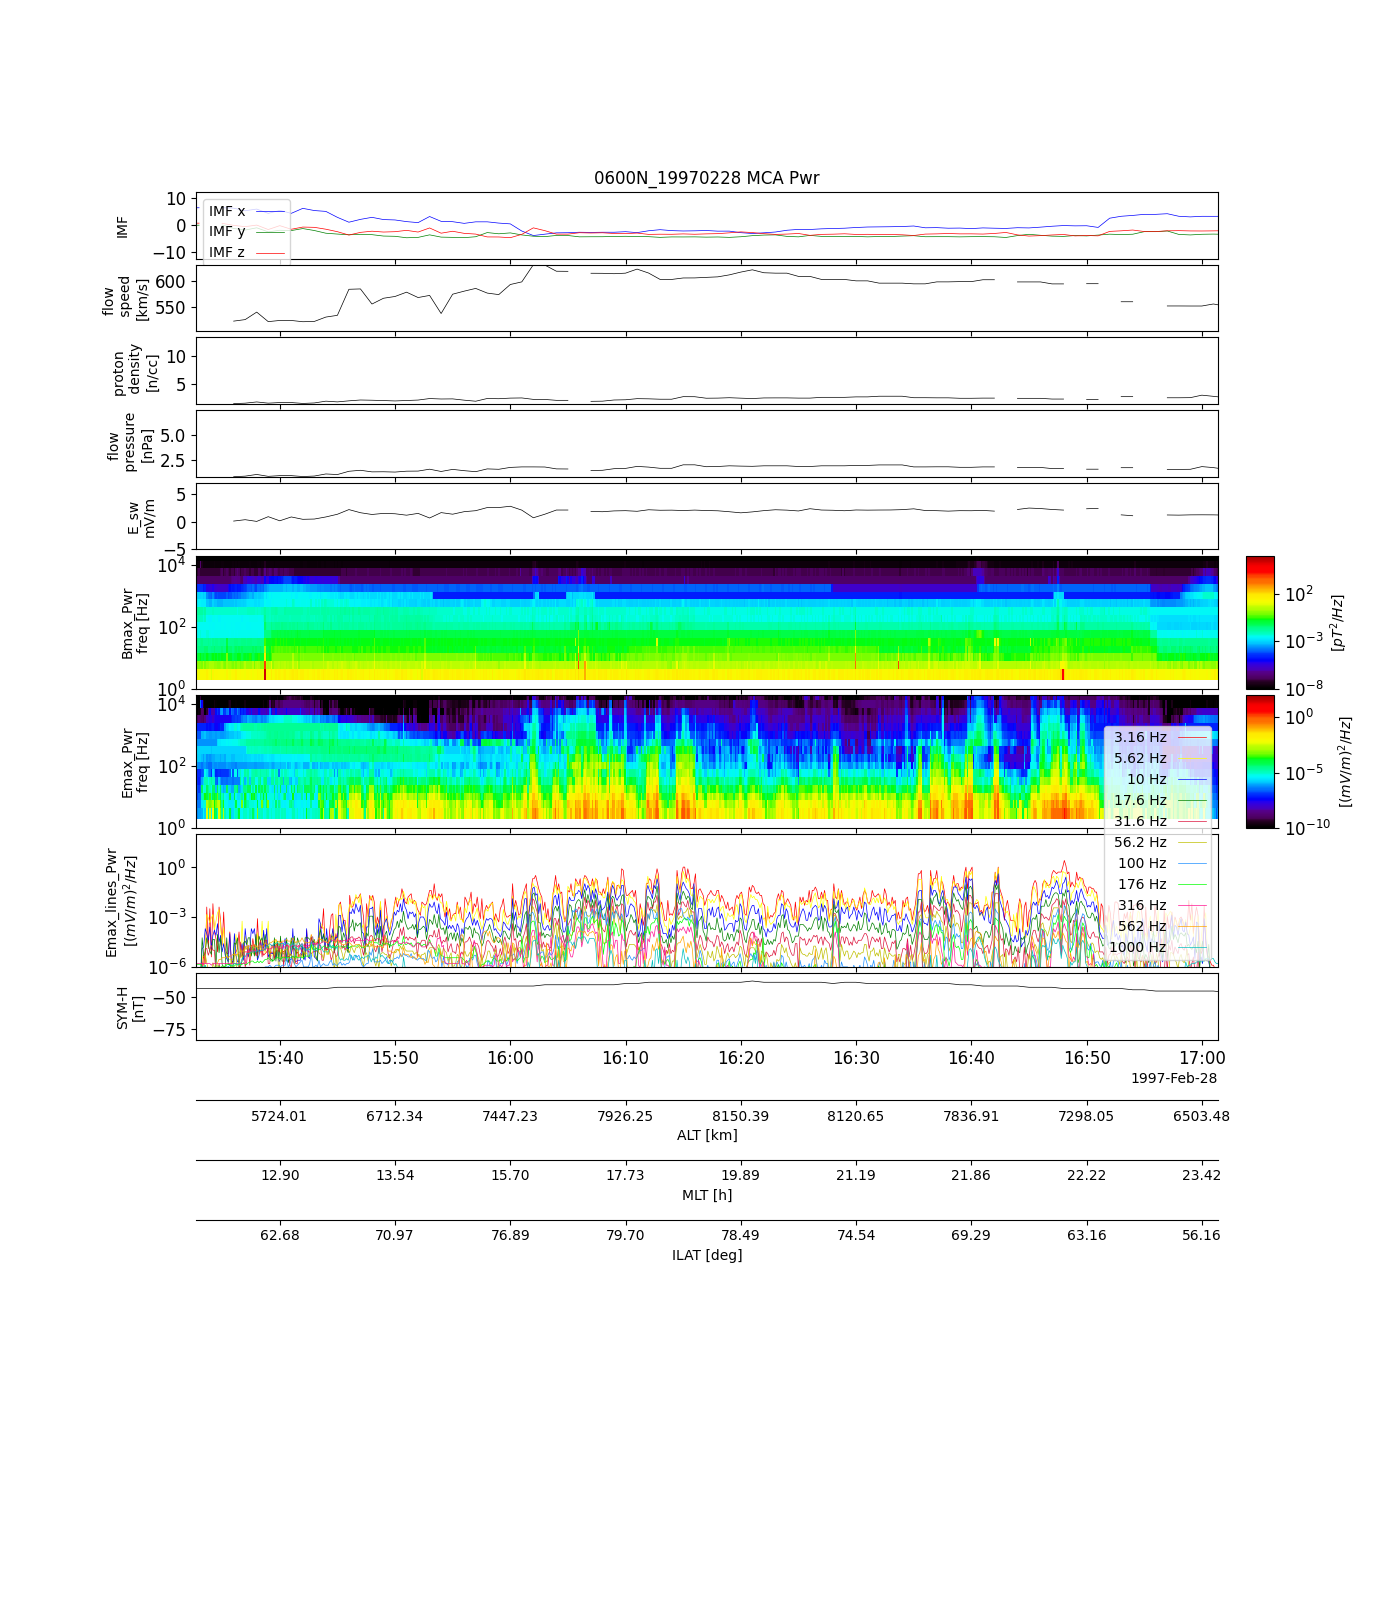 0600N_19970228 MCA Pwr
10
0
−10
IMF
IMF x
IMF y
IMF z
600
550
flow
speed
[km/s]
10
5
proton
density
[n/cc]
5.0
2.5
flow
pressure
[nPa]
5
0
−5
E_sw
mV/m
10^4
10^2
10^0
Bmax_Pwr
freq [Hz]
10^2
10^−3
10^−8
[pT^2/Hz]
10^4
10^2
10^0
Emax_Pwr
freq [Hz]
10^0
10^−5
10^−10
[(mV/m)^2/Hz]
3.16 Hz
5.62 Hz
10 Hz
17.6 Hz
31.6 Hz
56.2 Hz
100 Hz
176 Hz
316 Hz
562 Hz
1000 Hz
10^0
10^−3
10^−6
Emax_lines_Pwr
[(mV/m)^2/Hz]
−50
−75
SYM-H
[nT]
15:40 15:50 16:00 16:10 16:20 16:30 16:40 16:50 17:00
1997-Feb-28
5724.01 6712.34 7447.23 7926.25 8150.39 8120.65 7836.91 7298.05 6503.48
ALT [km]
12.90 13.54 15.70 17.73 19.89 21.19 21.86 22.22 23.42
MLT [h]
62.68 70.97 76.89 79.70 78.49 74.54 69.29 63.16 56.16
ILAT [deg]